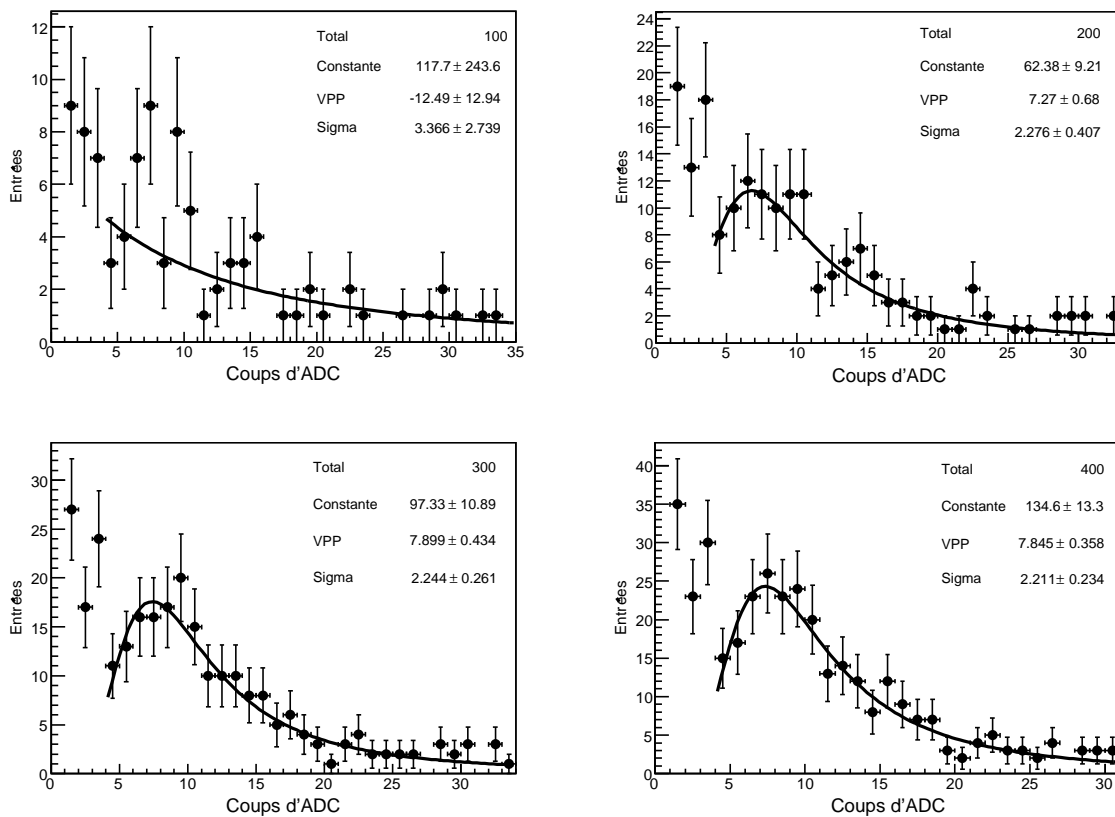 Total 100
Constante 117.7 ± 243.6
VPP -12.49 ± 12.94
Sigma 3.366 ± 2.739
Entrées
12
10
8
6
4
2
0
5 10 15 20 25 30 35
Coups d'ADC
Total 200
Constante 62.38 ± 9.21
VPP 7.27 ± 0.68
Sigma 2.276 ± 0.407
Entrées
24
22
20
18
16
14
12
10
8
6
4
2
0
0 5 10 15 20 25 30
Coups d'ADC
Total 300
Constante 97.33 ± 10.89
VPP 7.899 ± 0.434
Sigma 2.244 ± 0.261
Entrées
30
25
20
15
10
5
0
0 5 10 15 20 25 30
Coups d'ADC
Total 400
Constante 134.6 ± 13.3
VPP 7.845 ± 0.358
Sigma 2.211 ± 0.234
Entrées
40
35
30
25
20
15
10
5
0
0 5 10 15 20 25 30
Coups d'ADC